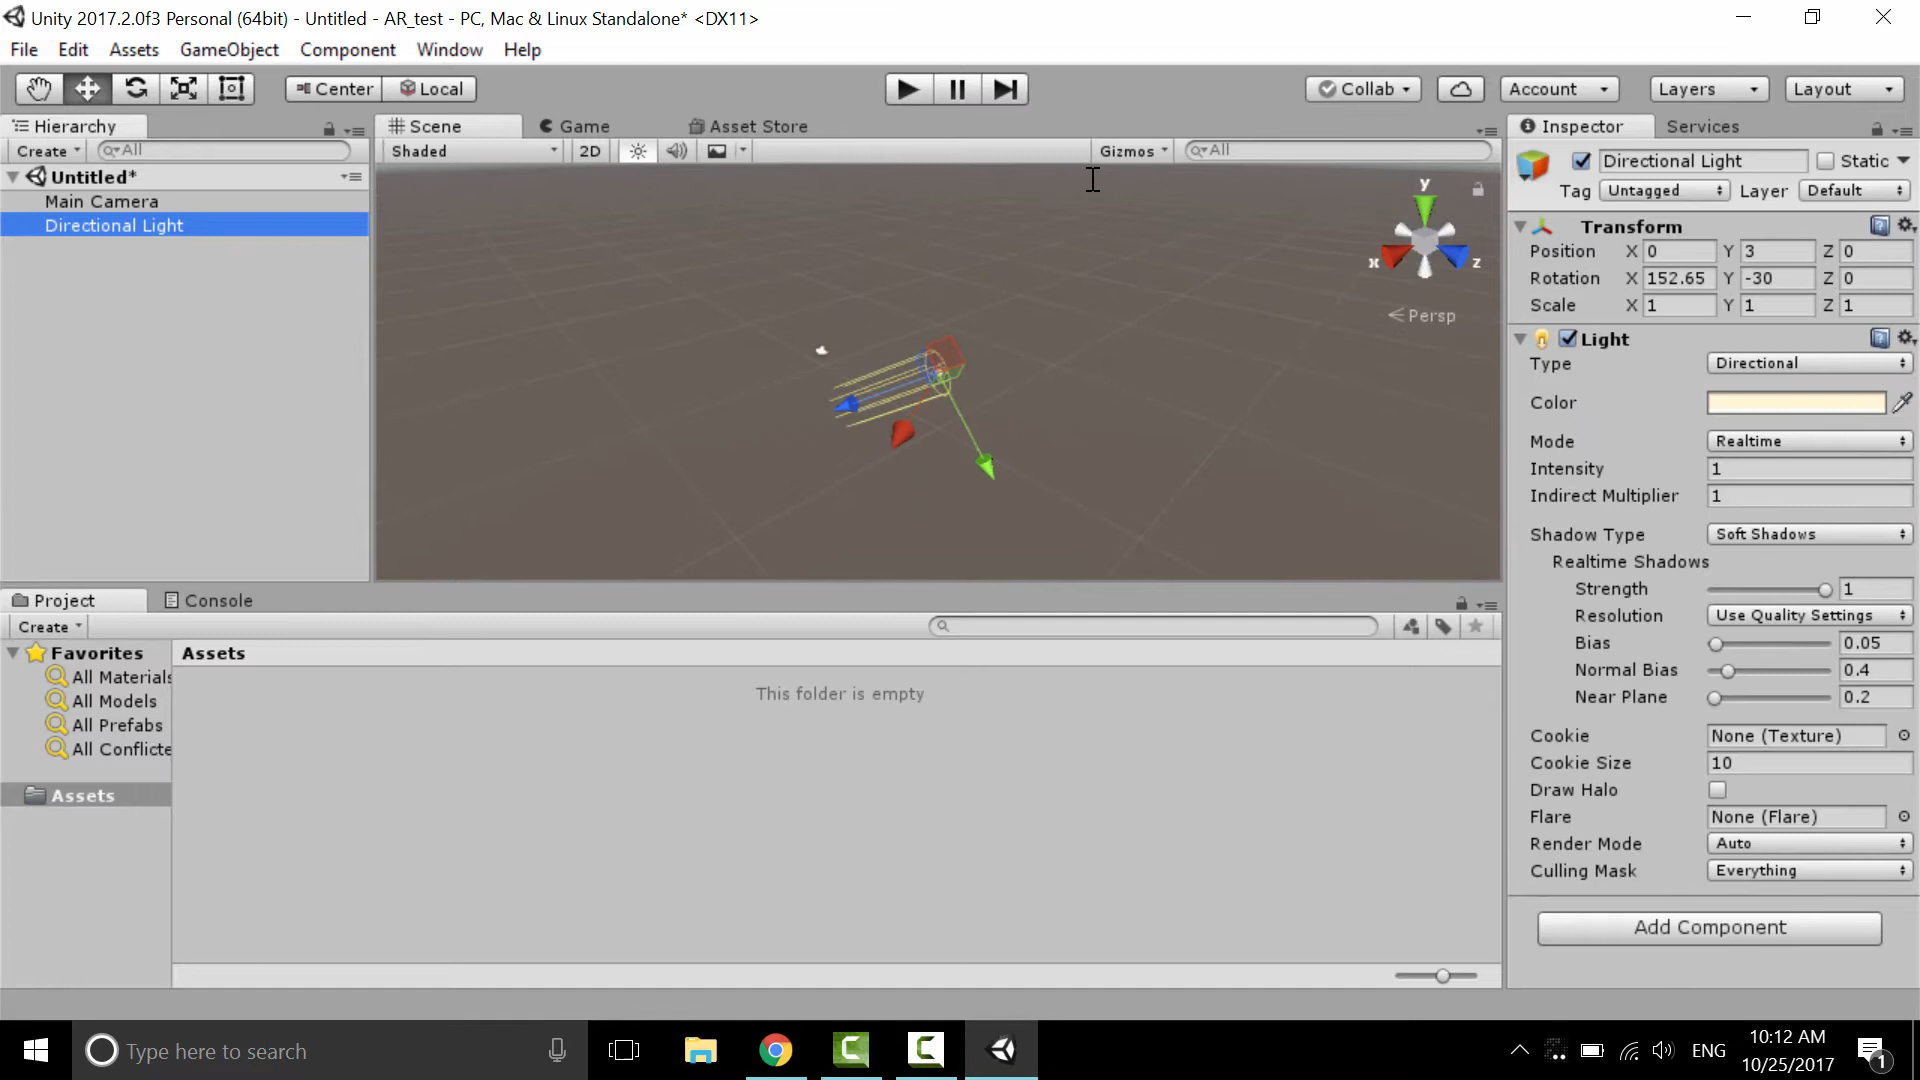 Unity 2017.2.0f3 Personal (64bit) - Untitled - AR_test - PC, Mac & Linux Standalone* <DX11>
File Edit Assets GameObject Component Window Help
Center Local Collab Account Layers Layout
Hierarchy
Create All
Untitled*
Main Camera
Directional Light
Scene Game Asset Store
Shaded 2D Gizmos All
y
x z
Persp
Inspector Services
Directional Light Static
Tag Untagged Layer Default
Transform
Position X 0 Y 3 Z 0
Rotation X 152.65 Y -30 Z 0
Scale X 1 Y 1 Z 1
Light
Type Directional
Color
Mode Realtime
Intensity 1
Indirect Multiplier 1
Shadow Type Soft Shadows
Realtime Shadows
Strength 1
Resolution Use Quality Settings
Bias 0.05
Normal Bias 0.4
Near Plane 0.2
Cookie None (Texture)
Cookie Size 10
Draw Halo
Flare None (Flare)
Render Mode Auto
Culling Mask Everything
Add Component
Project Console
Create
Favorites
All Materials
All Models
All Prefabs
All Conflicte
Assets
Assets
This folder is empty
Type here to search
ENG
10:12 AM
10/25/2017
1